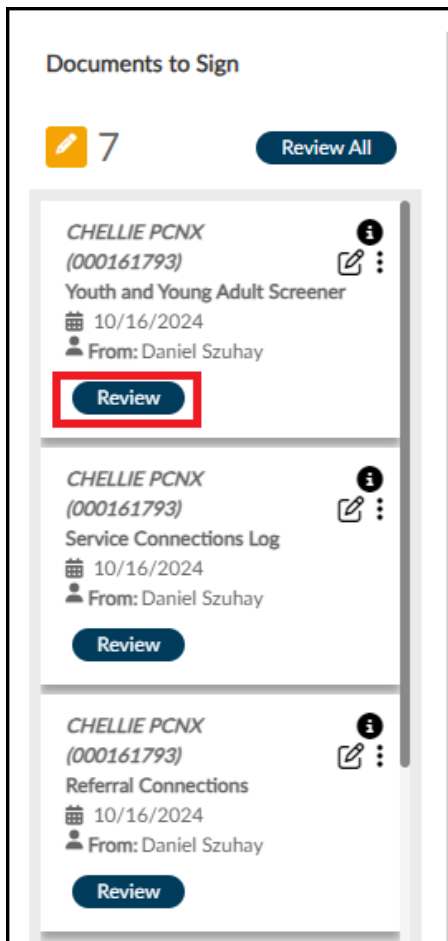 Documents to Sign
7
Review All
CHELLIE PCNX
(000161793)
Youth and Young Adult Screener
10/16/2024
From: Daniel Szuhay
Review
CHELLIE PCNX
(000161793)
Service Connections Log
10/16/2024
From: Daniel Szuhay
Review
CHELLIE PCNX
(000161793)
Referral Connections
10/16/2024
From: Daniel Szuhay
Review